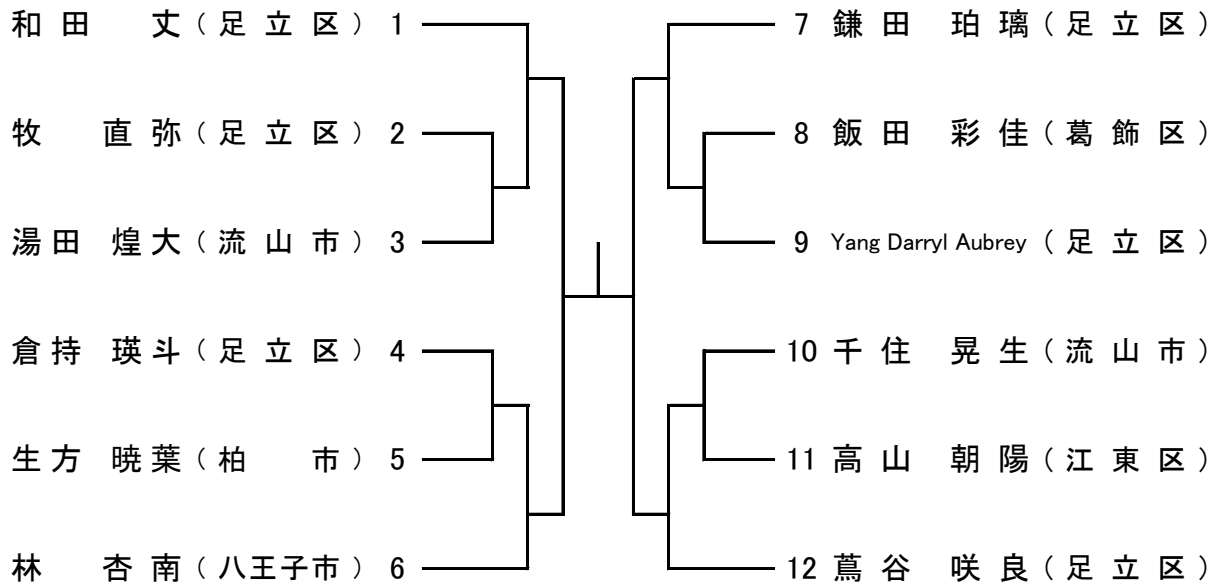 和田 丈(足立区) 1
牧 直弥(足立区) 2
湯田 煌大(流山市) 3
倉持 瑛斗(足立区) 4
生方 暁葉(柏 市) 5
林 杏南(八王子市) 6
7 鎌田 珀璃(足立区)
8 飯田 彩佳(葛飾区)
9 Yang Darryl Aubrey (足立区)
10 千住 晃生(流山市)
11 高山 朝陽(江東区)
12 蔦谷 咲良(足立区)